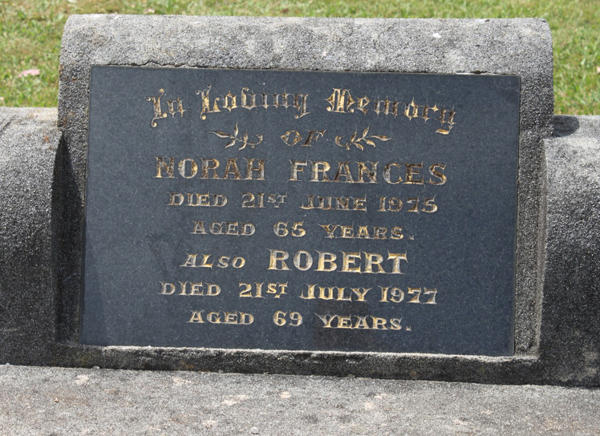 In Loving Memory
OF
NORAH FRANCES
DIED 21ST JUNE 1975
AGED 65 YEARS.
ALSO ROBERT
DIED 21ST JULY 1977
AGED 69 YEARS.